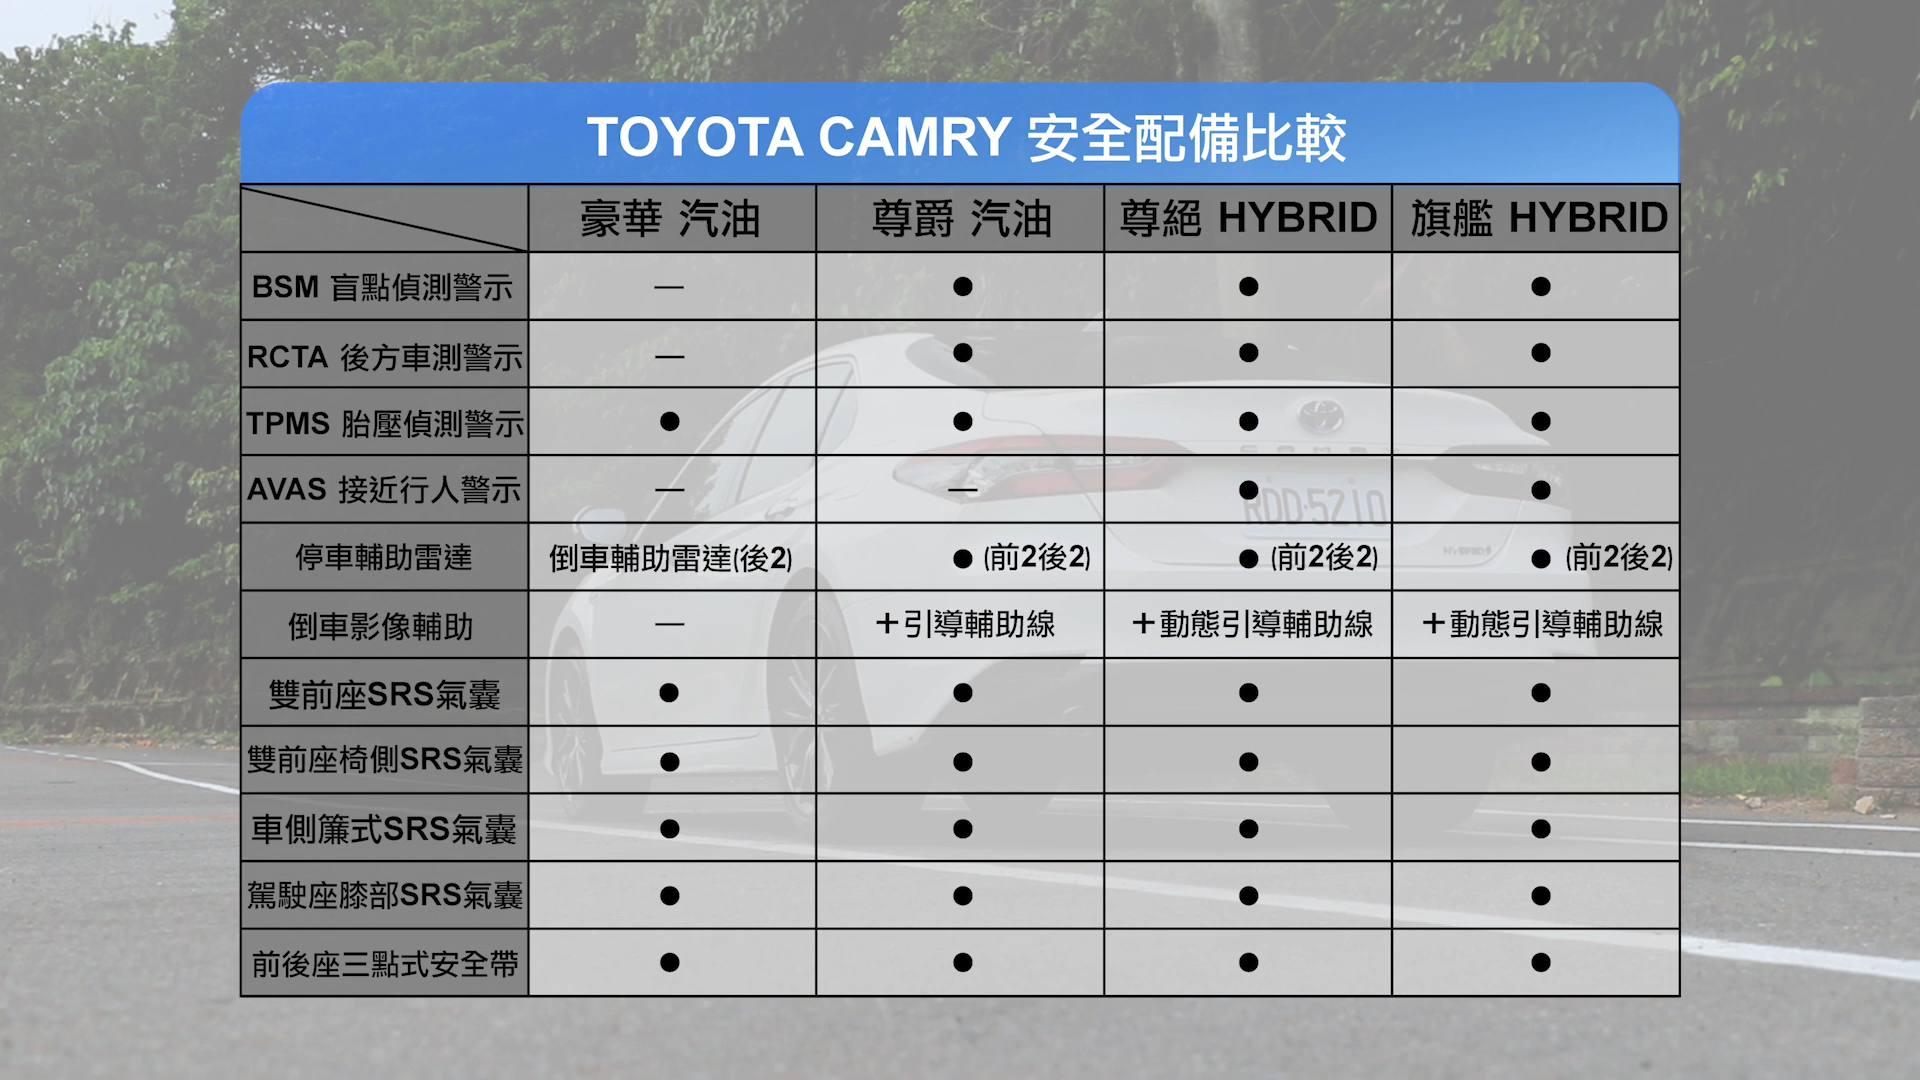 TOYOTA CAMRY 安全配備比較
豪華 汽油 尊爵 汽油 尊絕 HYBRID 旗艦 HYBRID
BSM 盲點偵測警示 — ● ● ●
RCTA 後方車測警示 — ● ● ●
TPMS 胎壓偵測警示 ● ● ● ●
AVAS 接近行人警示 — — ● ●
停車輔助雷達 倒車輔助雷達(後2) ● (前2後2) ● (前2後2) ● (前2後2)
倒車影像輔助 — ＋引導輔助線 ＋動態引導輔助線 ＋動態引導輔助線
雙前座SRS氣囊 ● ● ● ●
雙前座椅側SRS氣囊 ● ● ● ●
車側簾式SRS氣囊 ● ● ● ●
駕駛座膝部SRS氣囊 ● ● ● ●
前後座三點式安全帶 ● ● ● ●
RDD-5210